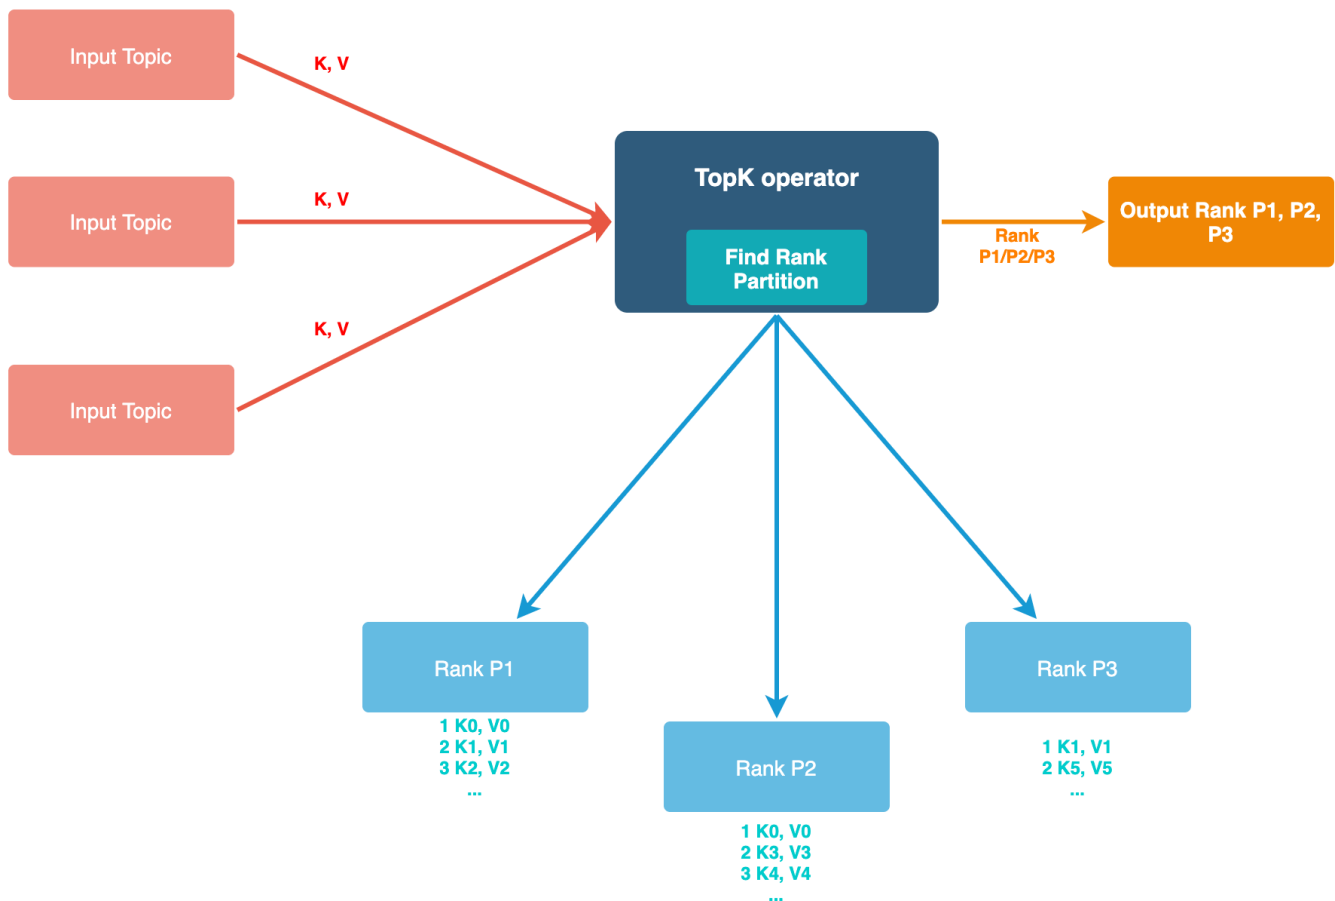 Input Topic
K, V
Input Topic
K, V
Input Topic
K, V
TopK operator
Find Rank
Partition
Rank
P1/P2/P3
Output Rank P1, P2,
P3
Rank P1
1 K0, V0
2 K1, V1
3 K2, V2
...
Rank P2
1 K0, V0
2 K3, V3
3 K4, V4
...
Rank P3
1 K1, V1
2 K5, V5
...